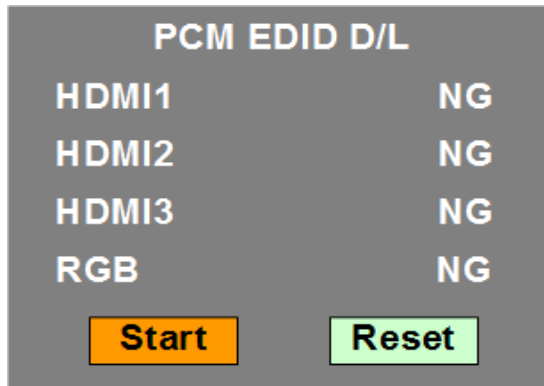 PCM EDID D/L
HDMI1 NG
HDMI2 NG
HDMI3 NG
RGB NG
Start Reset